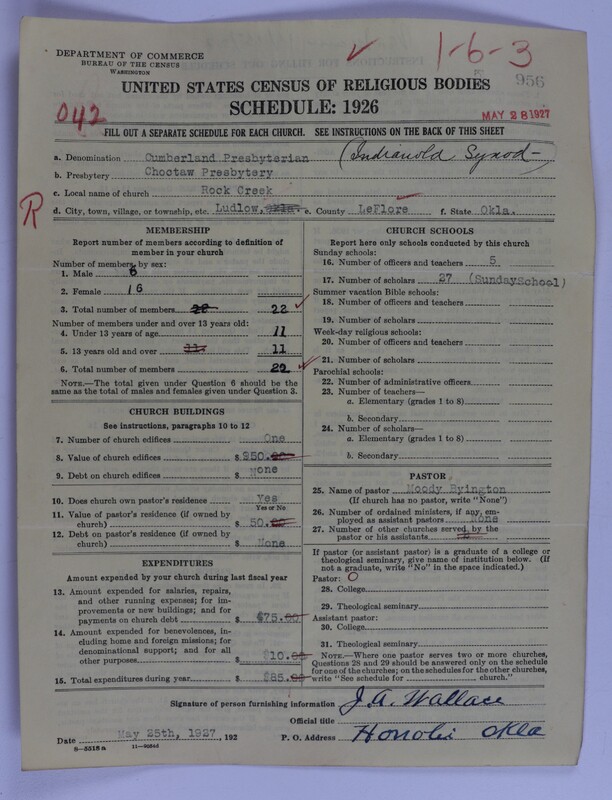 DEPARTMENT OF COMMERCE
BUREAU OF THE CENSUS
WASHINGTON
1-6-3
956
UNITED STATES CENSUS OF RELIGIOUS BODIES
SCHEDULE: 1926
042
MAY 28 1927
FILL OUT A SEPARATE SCHEDULE FOR EACH CHURCH. SEE INSTRUCTIONS ON THE BACK OF THIS SHEET
a. Denomination Cumberland Presbyterian (Indianold Synod-
b. Presbytery Choctaw Presbytery
c. Local name of church Rock Creek
R
d. City, town, village, or township, etc. Ludlow, Okla. e. County LeFlore f. State Okla.
MEMBERSHIP
Report number of members according to definition of member in your church
Number of members by sex:
1. Male 6
2. Female 16
3. Total number of members 22
Number of members under and over 13 years old:
4. Under 13 years of age 11
5. 13 years old and over 11 11
6. Total number of members 22
NOTE.—The total given under Question 6 should be the same as the total of males and females given under Question 3.
CHURCH BUILDINGS
See instructions, paragraphs 10 to 12
7. Number of church edifices One
8. Value of church edifices $250.00
9. Debt on church edifices $ None
10. Does church own pastor's residence Yes
Yes or No
11. Value of pastor's residence (if owned by church) $ 50.00
12. Debt on pastor's residence (if owned by church) $ None
EXPENDITURES
Amount expended by your church during last fiscal year
13. Amount expended for salaries, repairs, and other running expenses; for improvements or new buildings; and for payments on church debt $75.00
14. Amount expended for benevolences, including home and foreign missions; for denominational support; and for all other purposes $10.00
15. Total expenditures during year $85.00
CHURCH SCHOOLS
Report here only schools conducted by this church
Sunday schools:
16. Number of officers and teachers 5
17. Number of scholars 27 (SundaySchool)
Summer vacation Bible schools:
18. Number of officers and teachers
19. Number of scholars
Week-day religious schools:
20. Number of officers and teachers
21. Number of scholars
Parochial schools:
22. Number of administrative officers
23. Number of teachers—
a. Elementary (grades 1 to 8)
b. Secondary
24. Number of scholars—
a. Elementary (grades 1 to 8)
b. Secondary
PASTOR
25. Name of pastor Moody Byington
(If church has no pastor, write "None")
26. Number of ordained ministers, if any, employed as assistant pastors None
27. Number of other churches served by the pastor or his assistants
If pastor (or assistant pastor) is a graduate of a college or theological seminary, give name of institution below. (If not a graduate, write "No" in the space indicated.)
Pastor: O
28. College
29. Theological seminary
Assistant pastor:
30. College
31. Theological seminary
NOTE.—Where one pastor serves two or more churches, Questions 28 and 29 should be answered only on the schedule for one of the churches; on the schedules for the other churches, write "See schedule for church."
Signature of person furnishing information J.A. Wallace
Official title
Date May 25th, 1927, 192
P. O. Address Honobi Okla
8—5518 a